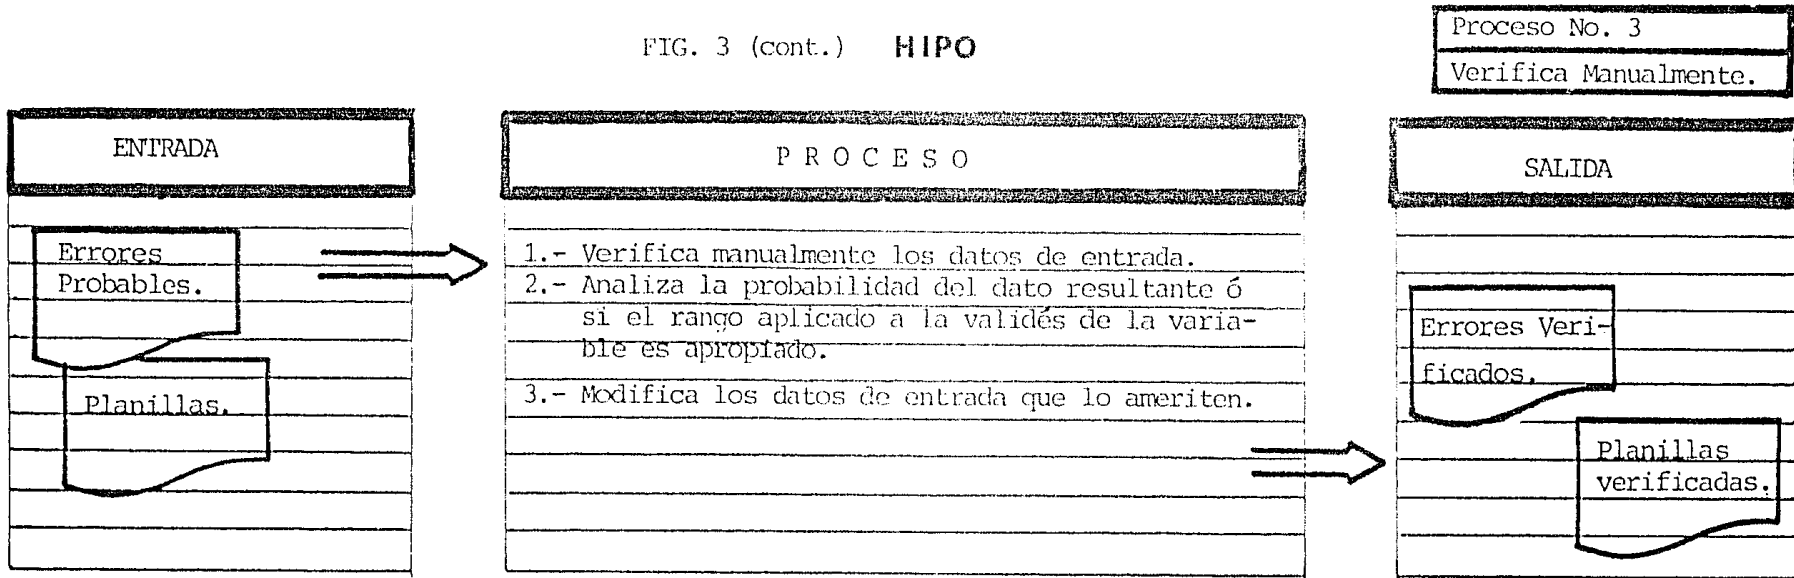 FIG. 3 (cont.) HIPO
Proceso No. 3
Verifica Manualmente.
ENTRADA
P R O C E S O
SALIDA
Errores
Probables.
Planillas.
1.- Verifica manualmente los datos de entrada.
2.- Analiza la probabilidad del dato resultante ó
si el rango aplicado a la validés de la varia-
ble es apropiado.
3.- Modifica los datos de entrada que lo ameriten.
Errores Veri-
ficados.
Planillas
verificadas.